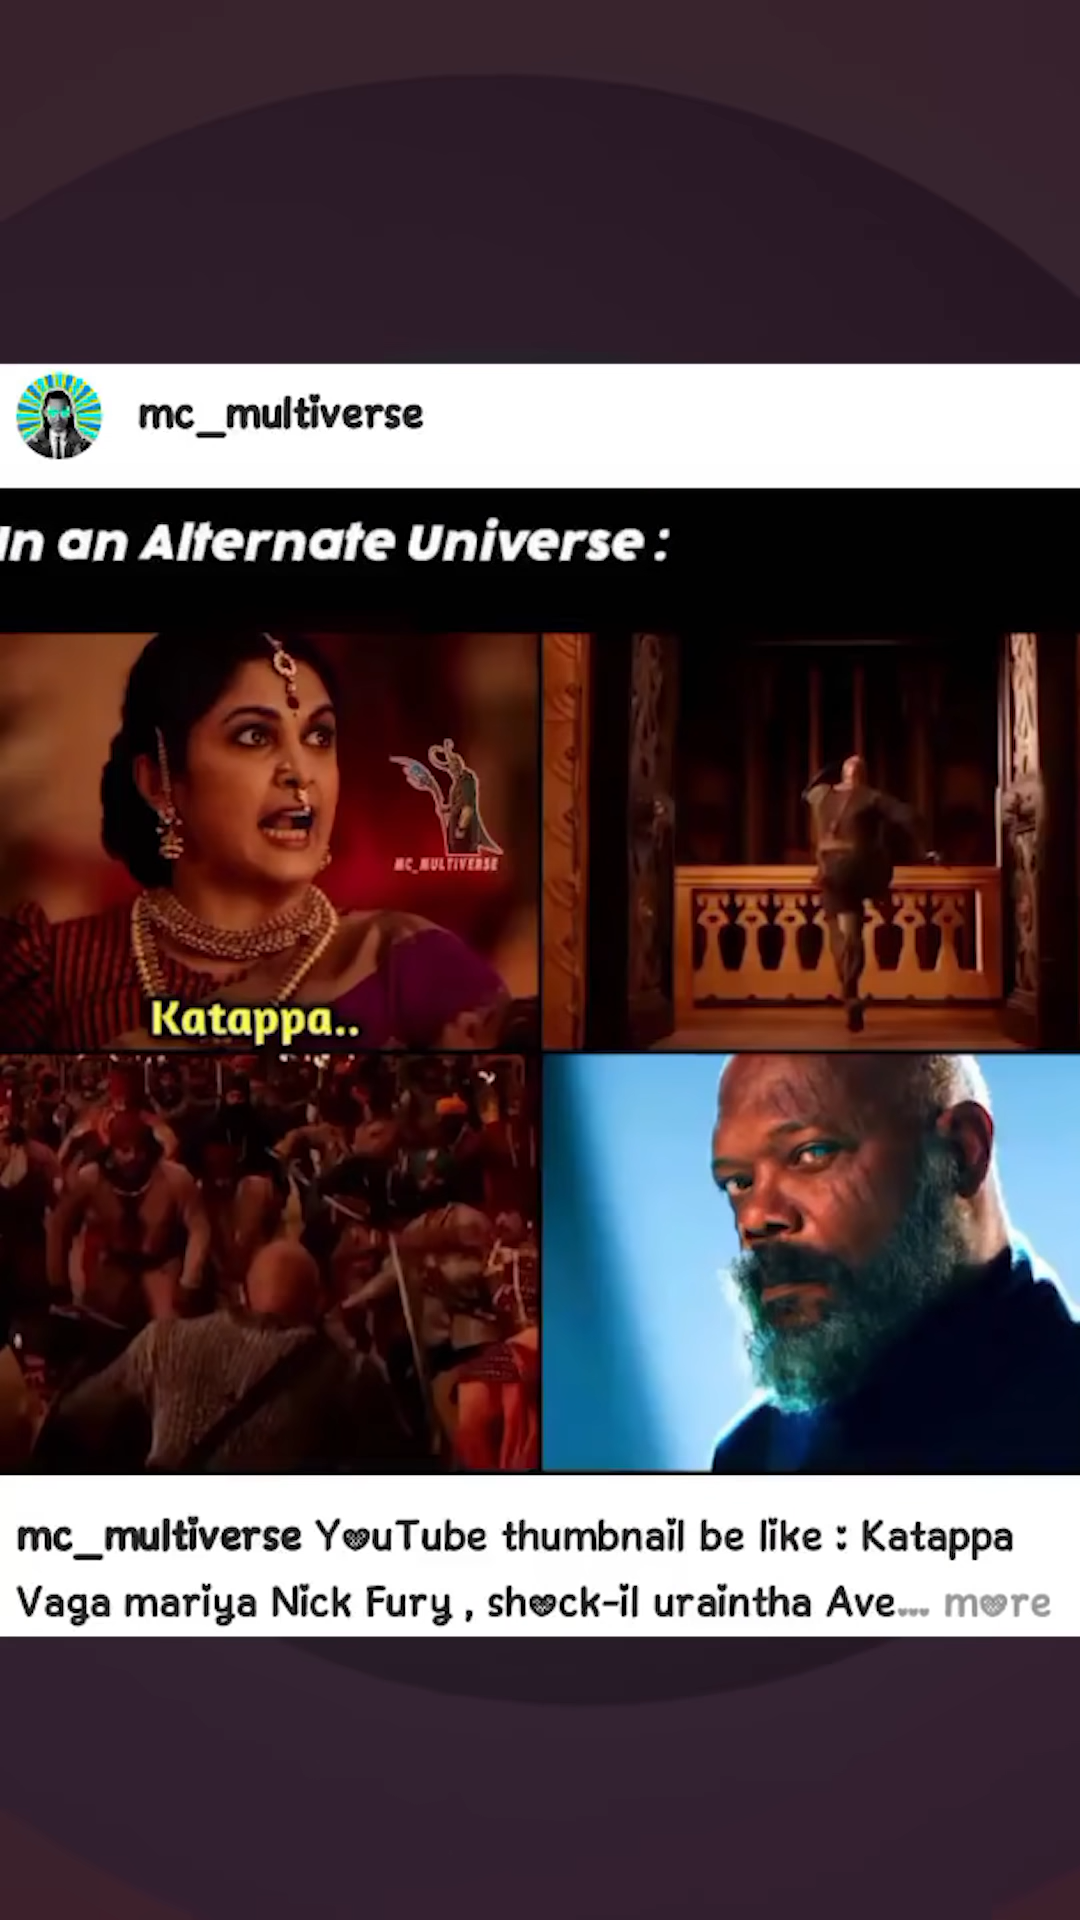 mc_multiverse
In an Alternate Universe :
MC_MULTIVERSE
Katappa..
mc_multiverse YouTube thumbnail be like : Katappa
Vaga mariya Nick Fury , shock-il uraintha Ave... more